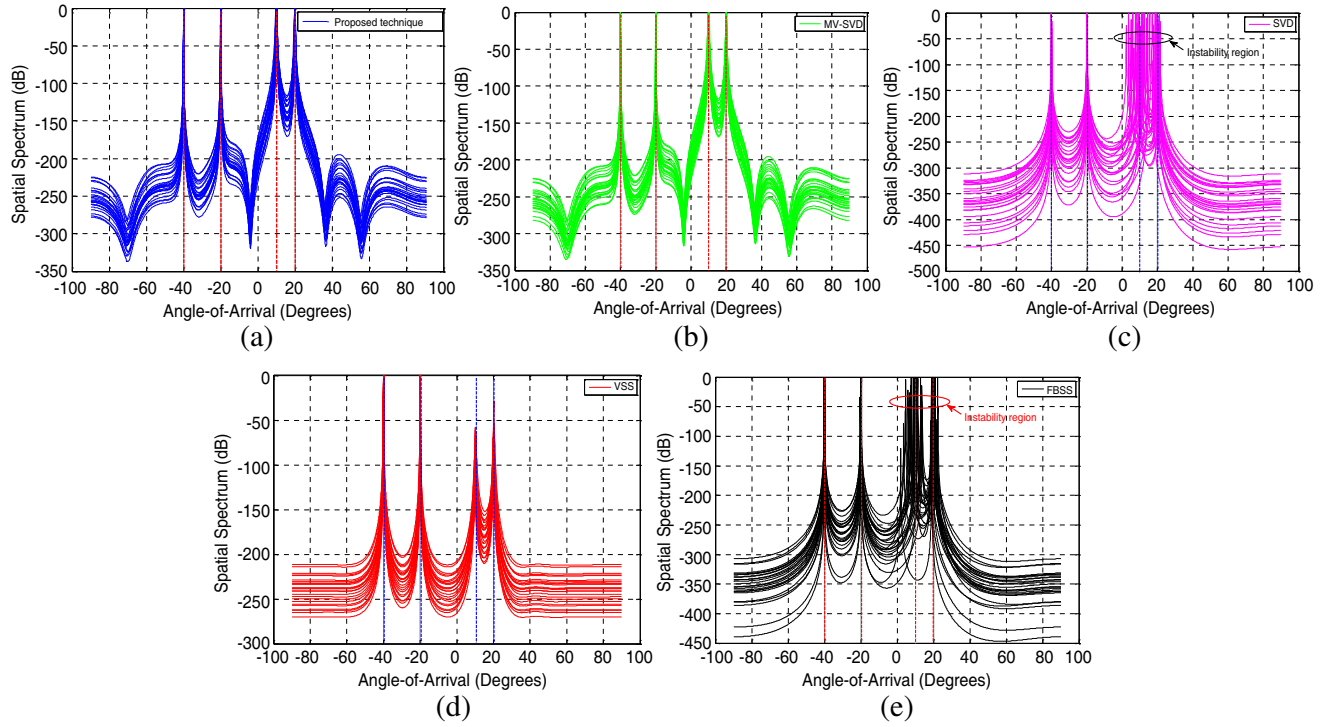 Proposed technique
0
-50
-100
-150
-200
-250
-300
-350
Spatial Spectrum (dB)
-100 -80 -60 -40 -20 0 20 40 60 80 100
Angle-of-Arrival (Degrees)
(a)
MV-SVD
0
-50
-100
-150
-200
-250
-300
-350
Spatial Spectrum (dB)
-100 -80 -60 -40 -20 0 20 40 60 80 100
Angle-of-Arrival (Degrees)
(b)
SVD
Instability region
0
-50
-100
-150
-200
-250
-300
-350
-400
-450
-500
Spatial Spectrum (dB)
-100 -80 -60 -40 -20 0 20 40 60 80 100
Angle-of-Arrival (Degrees)
(c)
VSS
0
-50
-100
-150
-200
-250
-300
Spatial Spectrum (dB)
-100 -80 -60 -40 -20 0 20 40 60 80 100
Angle-of-Arrival (Degrees)
(d)
FBSS
Instability region
0
-50
-100
-150
-200
-250
-300
-350
-400
-450
Spatial Spectrum (dB)
-100 -80 -60 -40 -20 0 20 40 60 80 100
Angle-of-Arrival (Degrees)
(e)